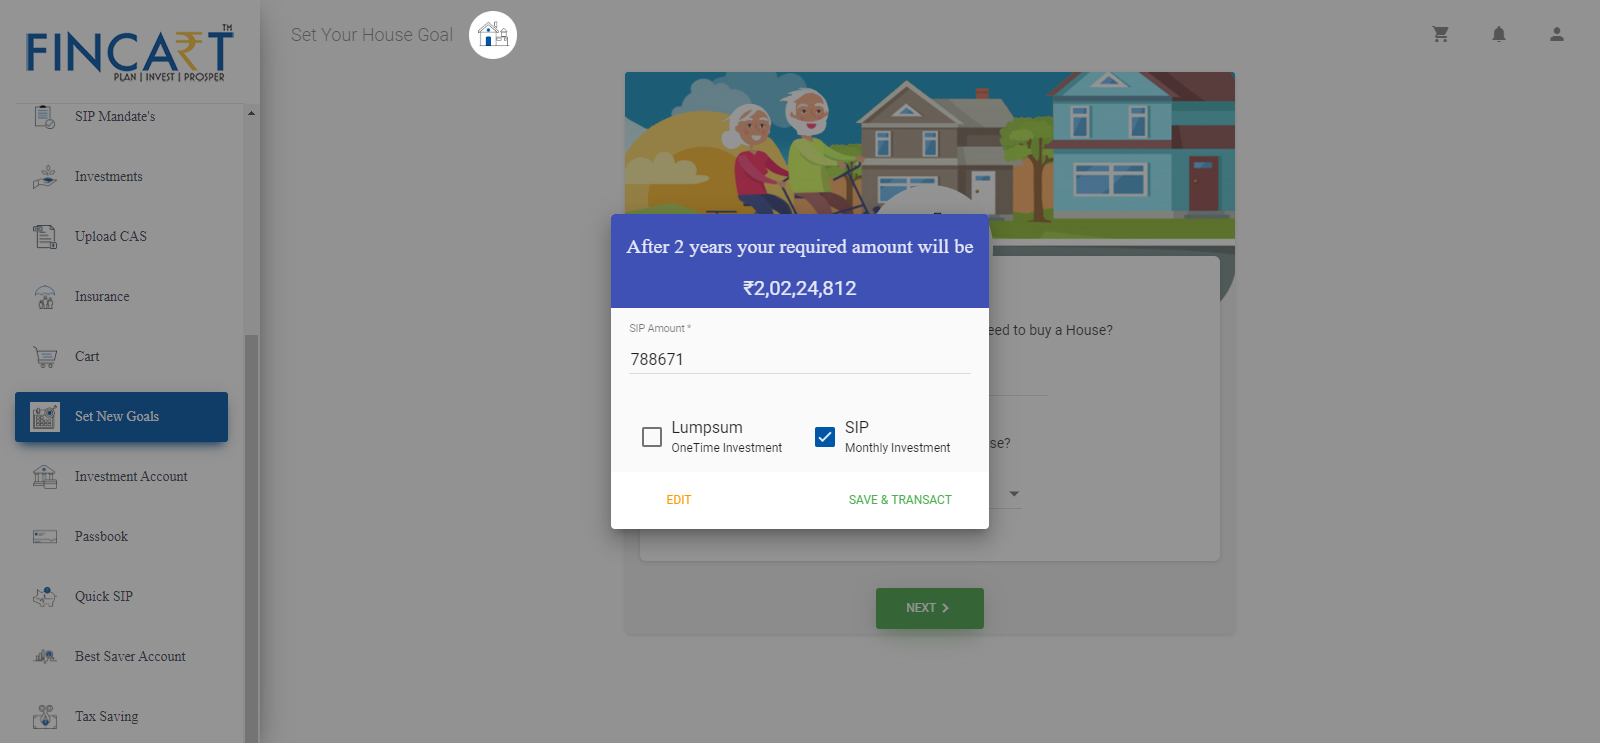 FINCART™
PLAN | INVEST | PROSPER
SIP Mandate's
Investments
Upload CAS
Insurance
Cart
Set New Goals
Investment Account
Passbook
Quick SIP
Best Saver Account
Tax Saving
Set Your House Goal
After 2 years your required amount will be
₹2,02,24,812
SIP Amount *
788671
Lumpsum
OneTime Investment
SIP
Monthly Investment
EDIT
SAVE & TRANSACT
to buy a House?
NEXT